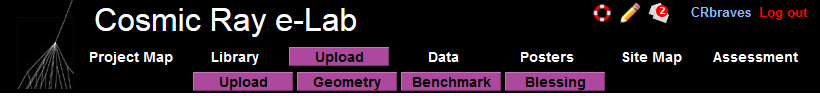 Cosmic Ray e-Lab 2 CRbraves Log out
Project Map Library Upload Data Posters Site Map Assessment
Upload Geometry Benchmark Blessing